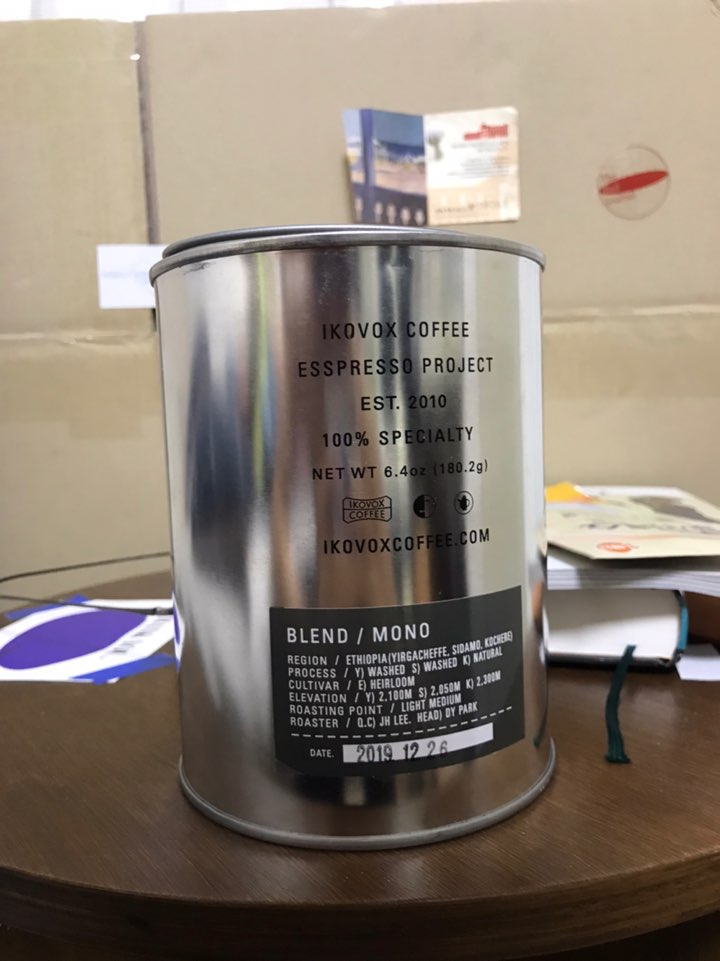 IKOVOX COFFEE
ESSPRESSO PROJECT
EST. 2010
100% SPECIALTY
NET WT 6.4oz (180.2g)
IKOVOX
COFFEE
IKOVOXCOFFEE.COM
BLEND / MONO
REGION / ETHIOPIA(YIRGACHEFFE, SIDAMO, KOCHERE)
PROCESS / Y) WASHED S) WASHED K) NATURAL
CULTIVAR / E) HEIRLOOM
ELEVATION / Y) 2,100M S) 2,050M K) 2,300M
ROASTING POINT / LIGHT MEDIUM
ROASTER / Q.C) JH LEE. HEAD) DY PARK
DATE. 2019 12 26